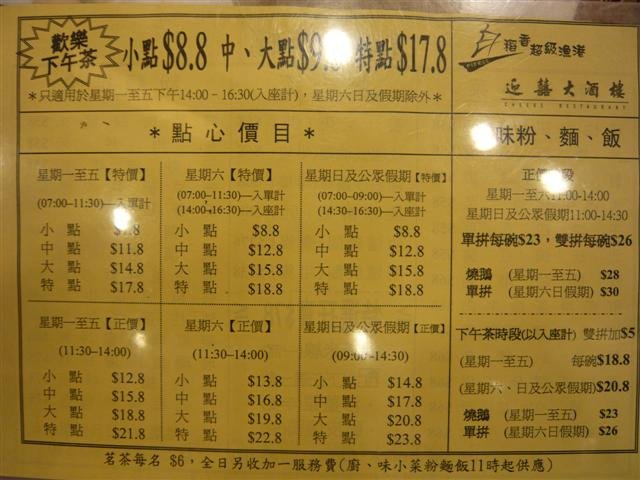 歡樂
下午茶
小點$8.8 中、大點$9.8 特點$17.8
＊只適用於星期一至五下午14:00－16:30(入座計)，星期六日及假期除外＊
稻香超級漁港
迎囍大酒樓
CHEERS RESTAURANT
＊點心價目＊
星期一至五【特價】
(07:00–11:30)—入單計
小點 $8.8
中點 $11.8
大點 $14.8
特點 $17.8
星期六【特價】
(07:00–11:30)—入單計
(14:00–16:30)—入座計
小點 $8.8
中點 $12.8
大點 $15.8
特點 $18.8
星期日及公眾假期【特價】
(07:00–09:00)—入單計
(14:30–16:30)—入座計
小點 $8.8
中點 $12.8
大點 $15.8
特點 $18.8
星期一至五【正價】
(11:30–14:00)
小點 $12.8
中點 $15.8
大點 $18.8
特點 $21.8
星期六【正價】
(11:30–14:00)
小點 $13.8
中點 $16.8
大點 $19.8
特點 $22.8
星期日及公眾假期【正價】
(09:00–14:30)
小點 $14.8
中點 $17.8
大點 $20.8
特點 $23.8
味粉、麵、飯
正價時段
星期一至六11:00-14:00
星期日及公眾假期11:00-14:30
單拼每碗$23，雙拼每碗$26
燒鵝 (星期一至五) $28
單拼 (星期六日假期) $30
下午茶時段(以入座計) 雙拼加$5
(星期一至五) 每碗$18.8
(星期六、日及公眾假期)$20.8
燒鵝 (星期一至五) $23
單拼 (星期六日假期) $26
茗茶每名 $6，全日另收加一服務費(廚、味小菜粉麵飯11時起供應)